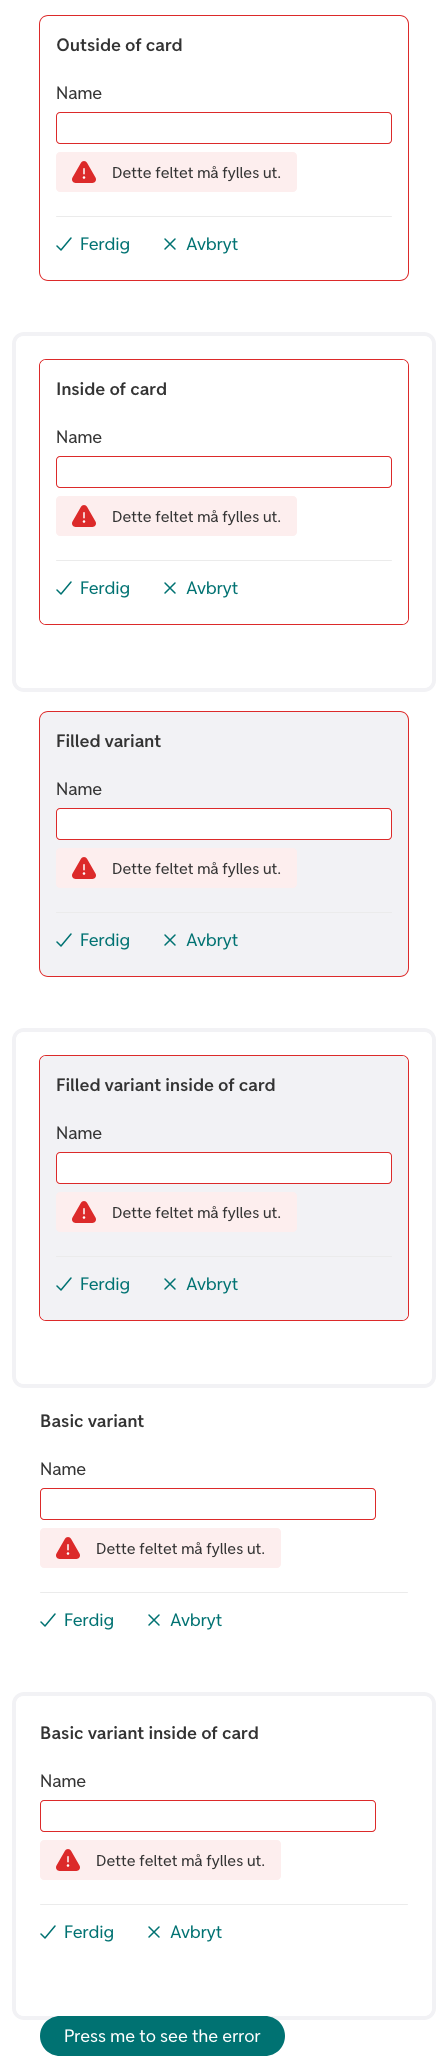 Outside of card
Name
Dette feltet må fylles ut.
Ferdig Avbryt
Inside of card
Name
Dette feltet må fylles ut.
Ferdig Avbryt
Filled variant
Name
Dette feltet må fylles ut.
Ferdig Avbryt
Filled variant inside of card
Name
Dette feltet må fylles ut.
Ferdig Avbryt
Basic variant
Name
Dette feltet må fylles ut.
Ferdig Avbryt
Basic variant inside of card
Name
Dette feltet må fylles ut.
Ferdig Avbryt
Press me to see the error